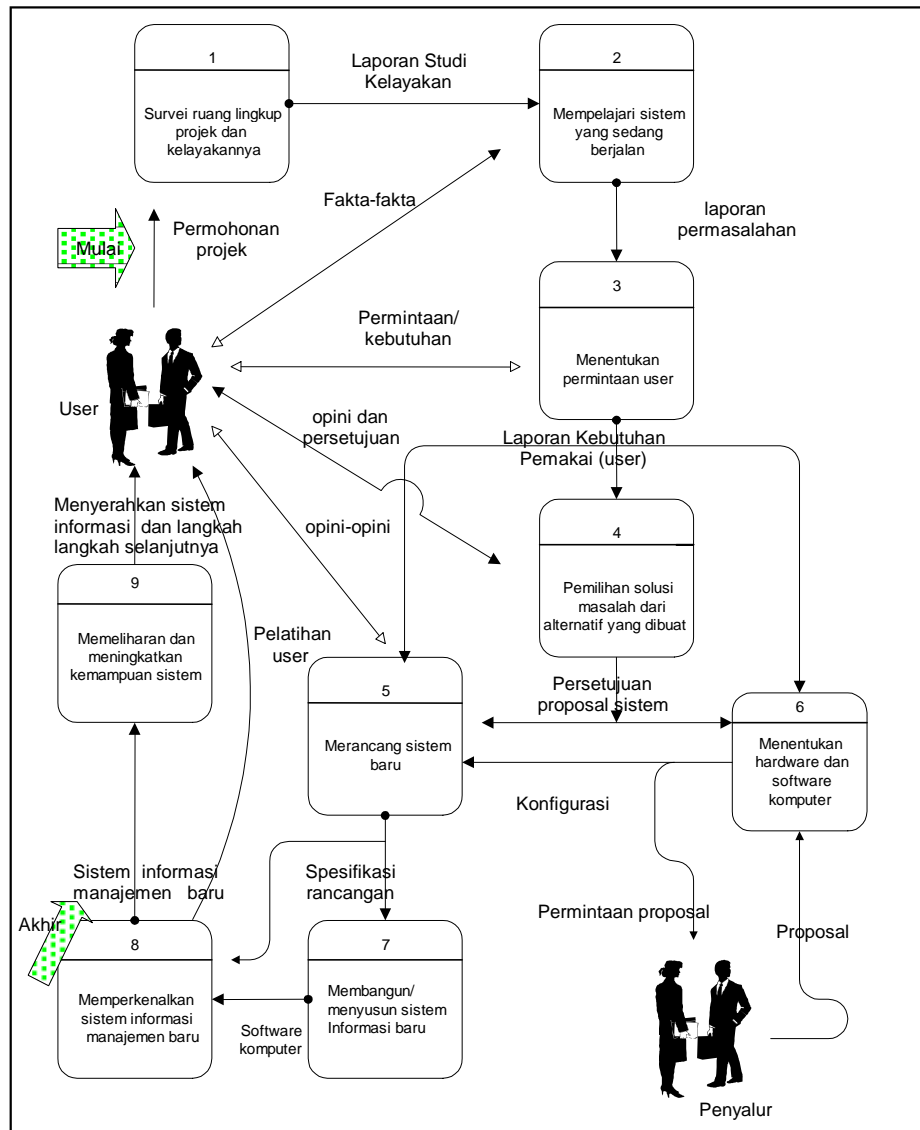 1
Survei ruang lingkup
projek dan
kelayakannya
Laporan Studi
Kelayakan
2
Mempelajari sistem
yang sedang
berjalan
Fakta-fakta
laporan
permasalahan
Mulai
Permohonan
projek
3
Menentukan
permintaan user
Permintaan/
kebutuhan
User
opini dan
persetujuan
Laporan Kebutuhan
Pemakai (user)
Menyerahkan sistem
informasi dan langkah
langkah selanjutnya
opini-opini
4
Pemilihan solusi
masalah dari
alternatif yang dibuat
9
Memeliharan dan
meningkatkan
kemampuan sistem
Pelatihan
user
5
Merancang sistem
baru
Persetujuan
proposal sistem
6
Menentukan
hardware dan
software
komputer
Konfigurasi
Sistem informasi
manajemen baru
Spesifikasi
rancangan
Akhir
8
Memperkenalkan
sistem informasi
manajemen baru
Software
komputer
7
Membangun/
menyusun sistem
Informasi baru
Permintaan proposal
Proposal
Penyalur